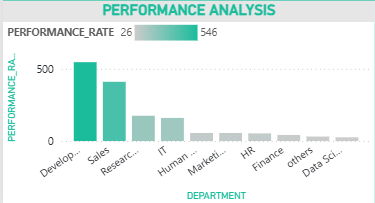 PERFORMANCE ANALYSIS
PERFORMANCE_RATE 26 546
PERFORMANCE_RA...
500
0
Develop...
Sales
Researc...
IT
Human ...
Marketi...
HR
Finance
others
Data Sci...
DEPARTMENT